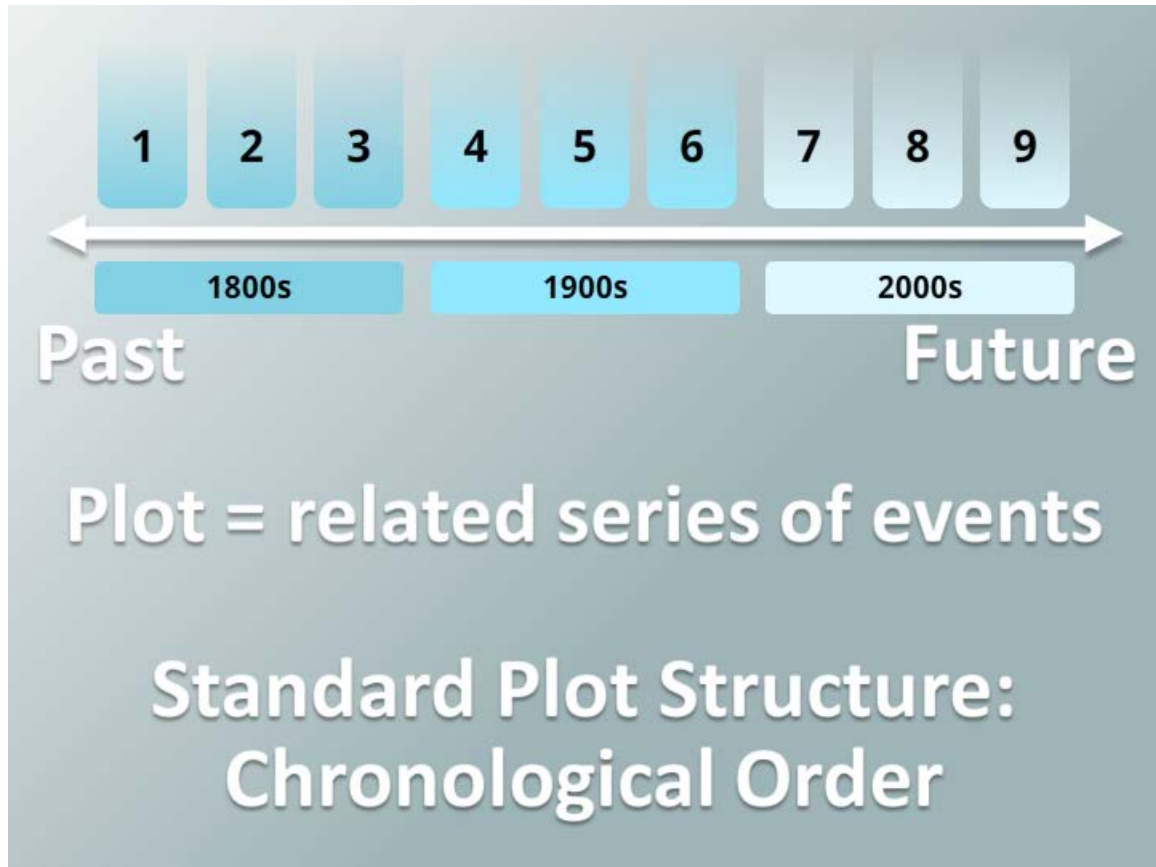 1 2 3 4 5 6 7 8 9
1800s 1900s 2000s
Past Future
Plot = related series of events
Standard Plot Structure:
Chronological Order